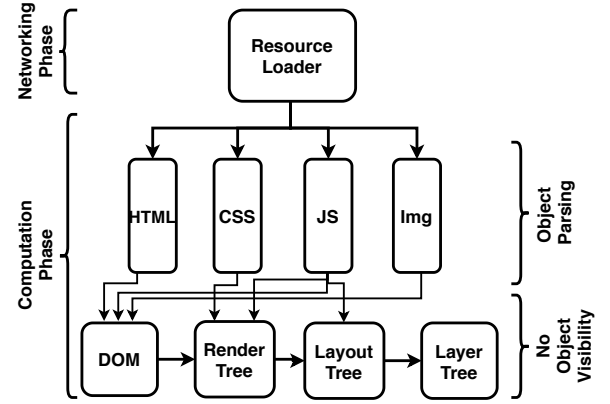 Networking
Phase
Resource
Loader
Computation
Phase
HTML
CSS
JS
Img
Object
Parsing
DOM
Render
Tree
Layout
Tree
Layer
Tree
No
Object
Visibility